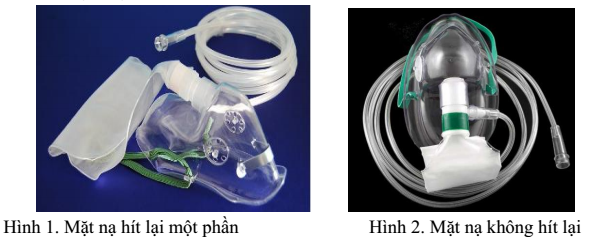 Hình 1. Mặt nạ hít lại một phần
Hình 2. Mặt nạ không hít lại